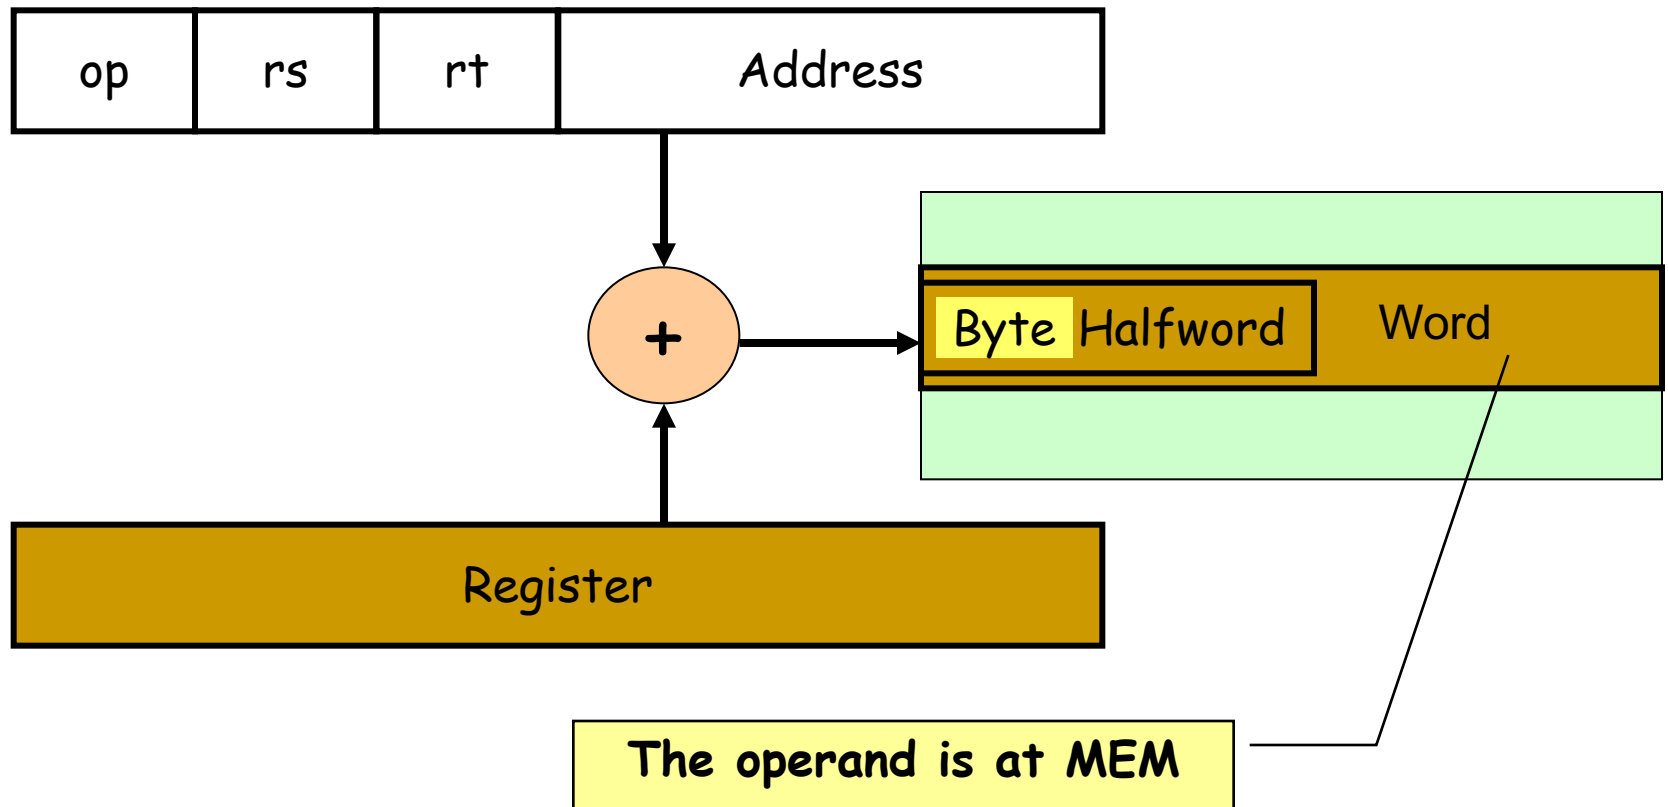 op rs rt Address
+
Byte Halfword Word
Register
The operand is at MEM